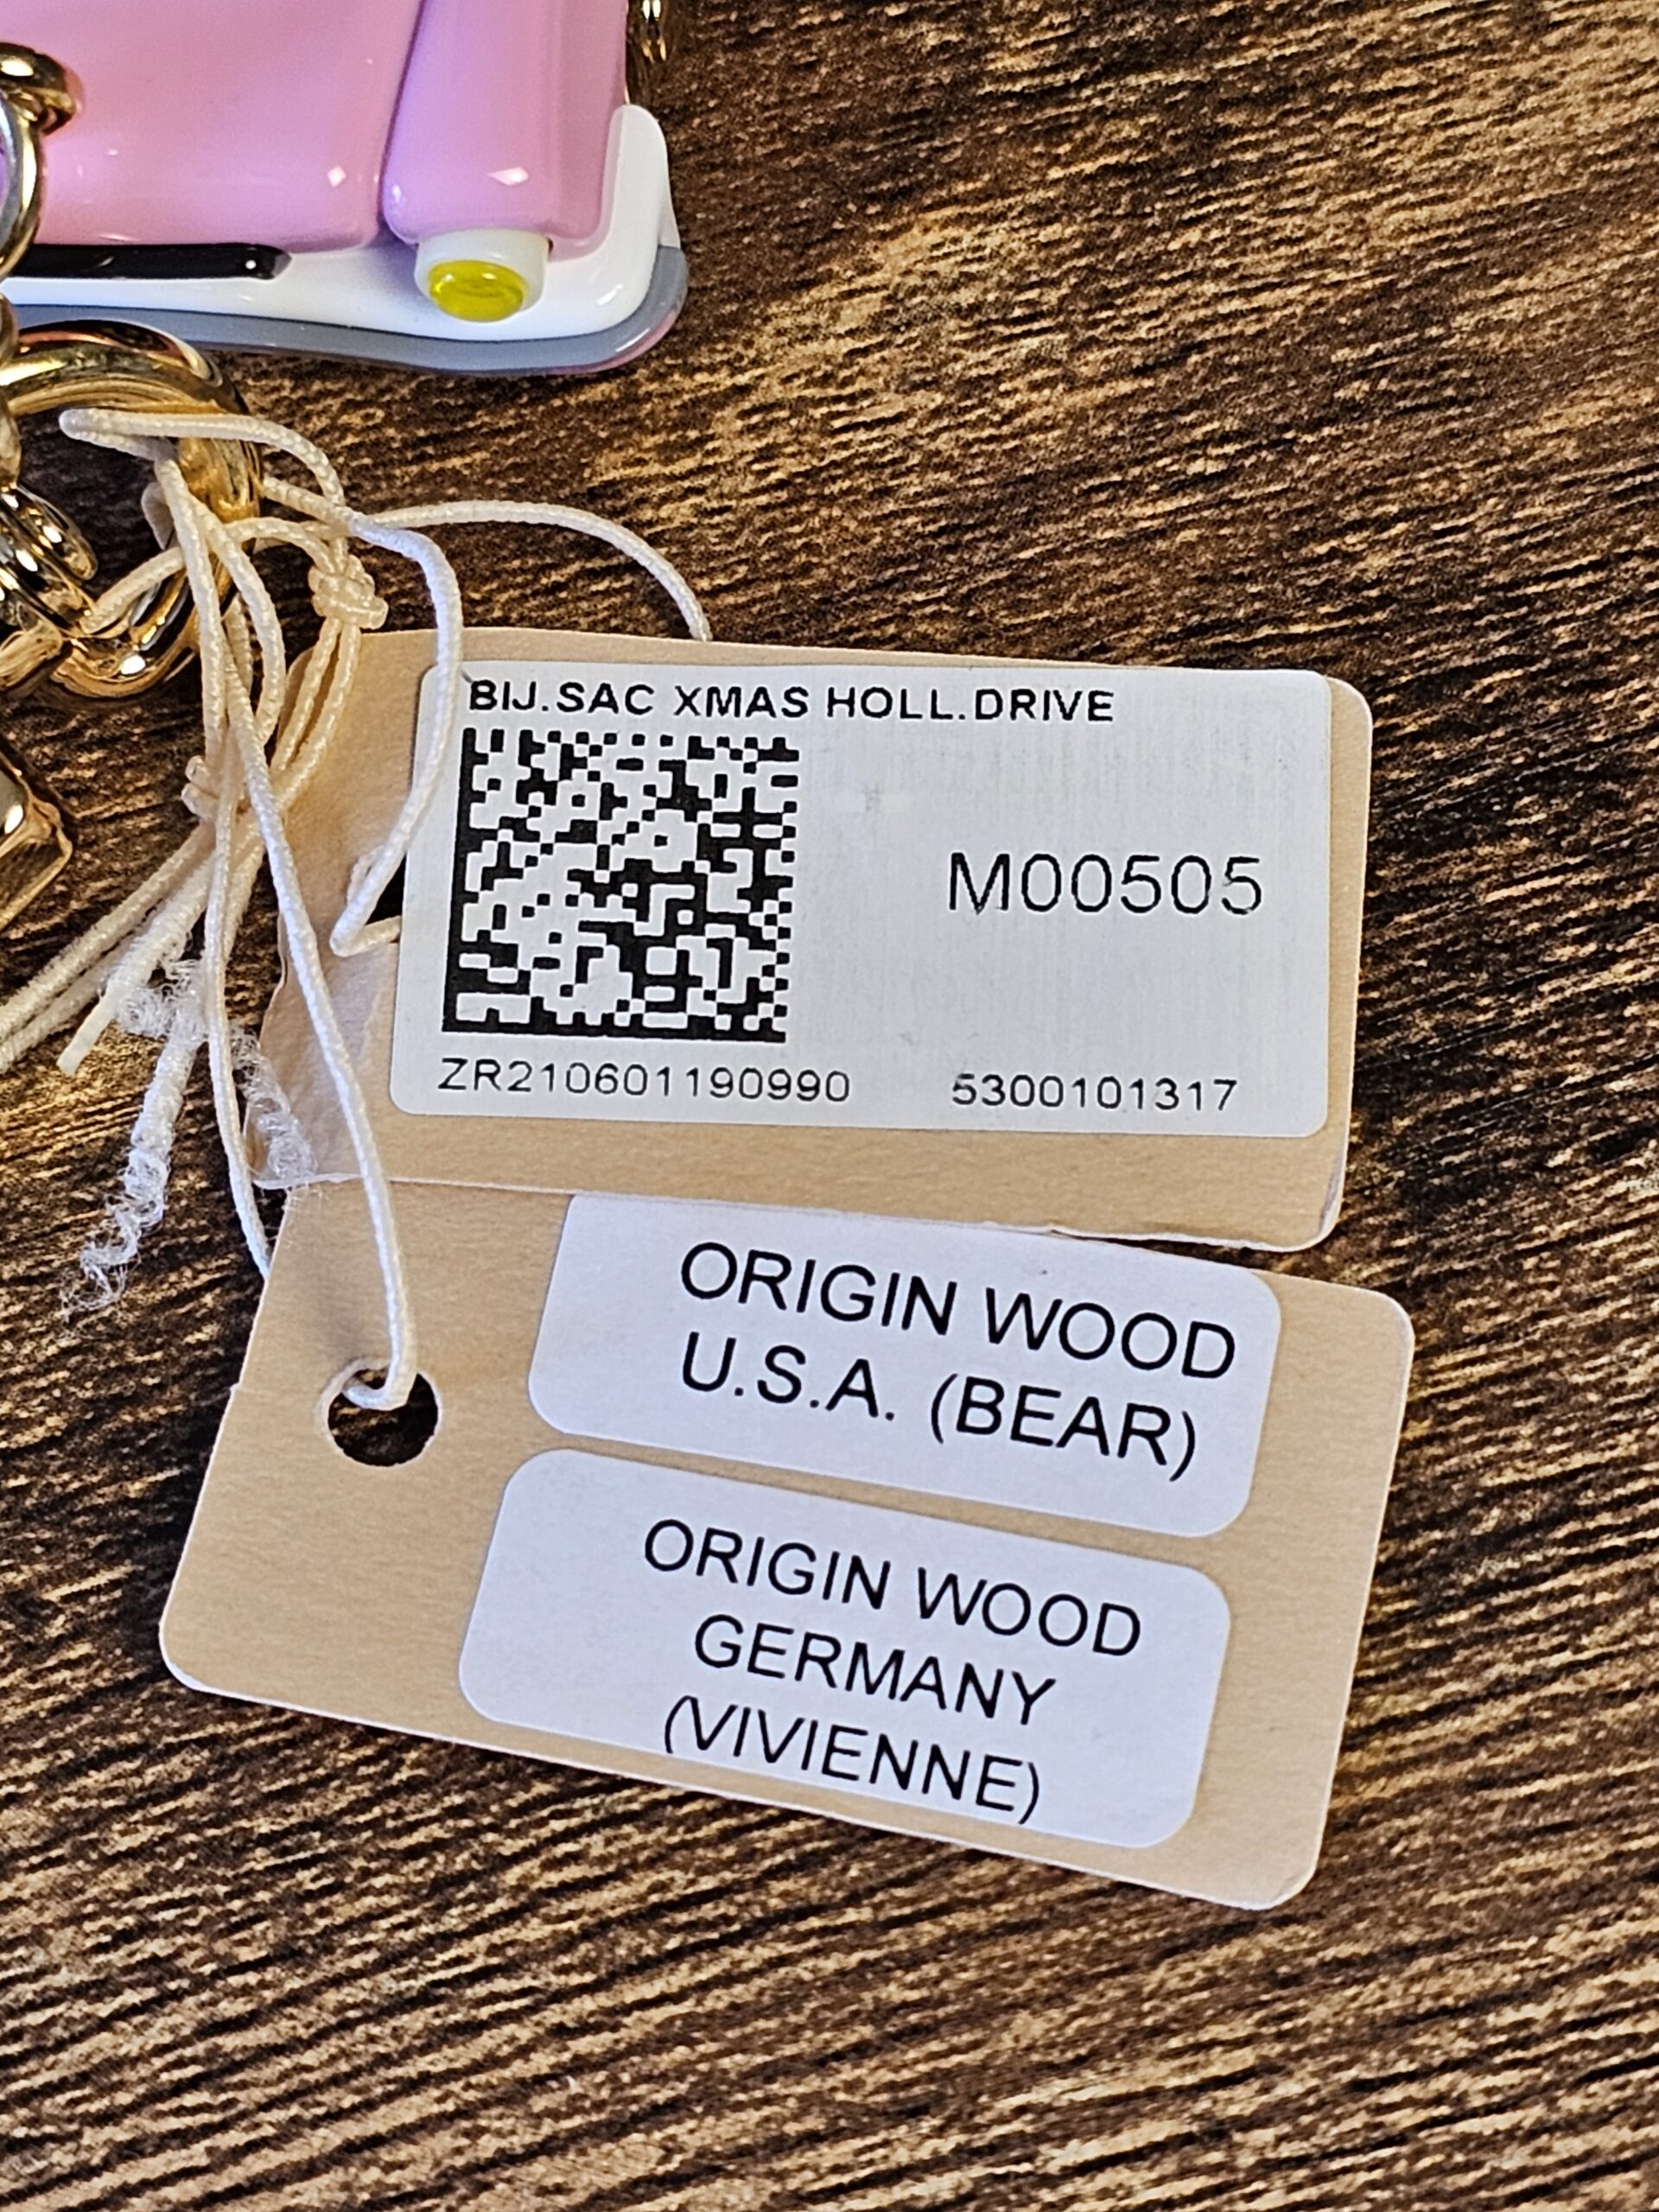 BIJ.SAC XMAS HOLL.DRIVE
M00505
ZR210601190990 5300101317
ORIGIN WOOD
U.S.A. (BEAR)
ORIGIN WOOD
GERMANY
(VIVIENNE)